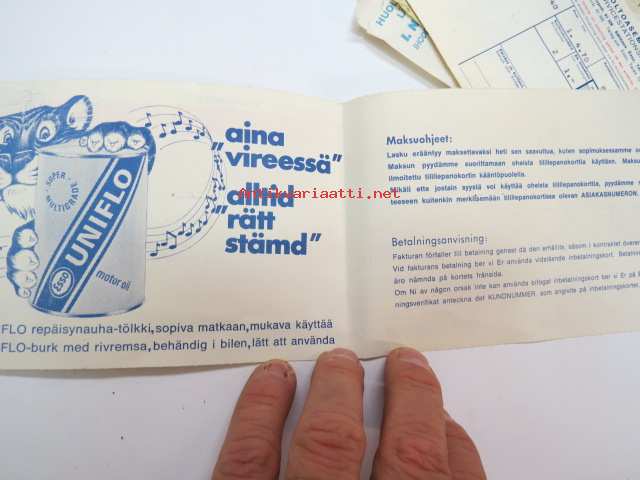 SUPER
MULTIGRADE
UNIFLO
ESSO
motor oil
„aina
„vireessä”
„alltid
„rätt
stämd”
antikvariaatti.net
FLO repäisynauha-tölkki, sopiva matkaan, mukava käyttää
FLO-burk med rivremsa, behändig i bilen, lätt att använda
Maksuohjeet:
Lasku erääntyy maksettavaksi heti sen saavuttua, kuten sopimuksessamme
Maksun pyydämme suorittamaan oheista tilillepanokorttia käyttäen.
ilmoitettu tilillepanokortin kääntöpuolella.
Mikäli ette jostain syystä voi käyttää oheista tilillepanokorttia, pyydämme
teeseen kuitenkin merkitsemään tilillepanokortissa olevan ASIAKASNUMERON.
Betalningsanvisning:
Fakturan förfaller till betalning genast då den erhållits, såsom i kontraktet
Vid fakturans betalning ber vi Er använda vidstående inbetalningskort.
äro nämnda på kortets frånsida.
Om Ni av någon orsak inte kan använda bifogat inbetalningskort ber vi Er
ningsverifikat anteckna det KUNDNUMMER som angivits på inbetalningskortet.